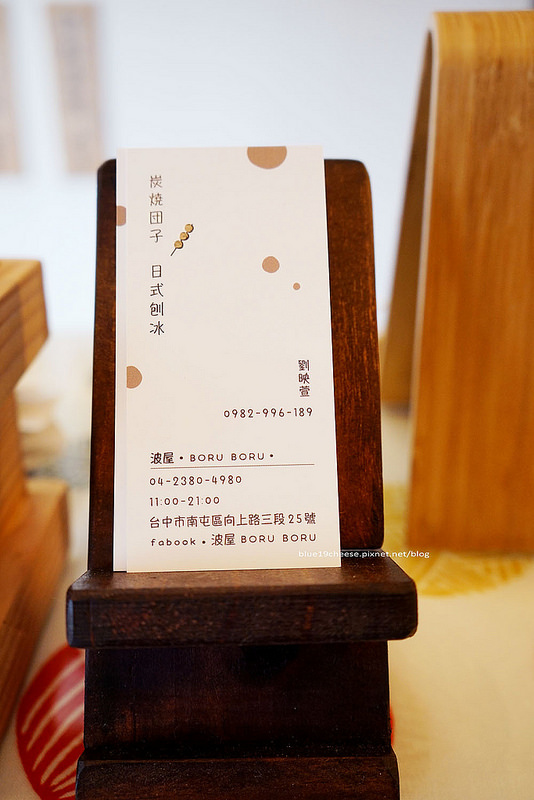 炭燒団子 日式刨冰
劉映萱
0982-996-189
波屋•BORU BORU•
04-2380-4980
11:00-21:00
台中市南屯區向上路三段25號
fabook•波屋 BORU BORU
blue19cheese.pixnet.net/blog